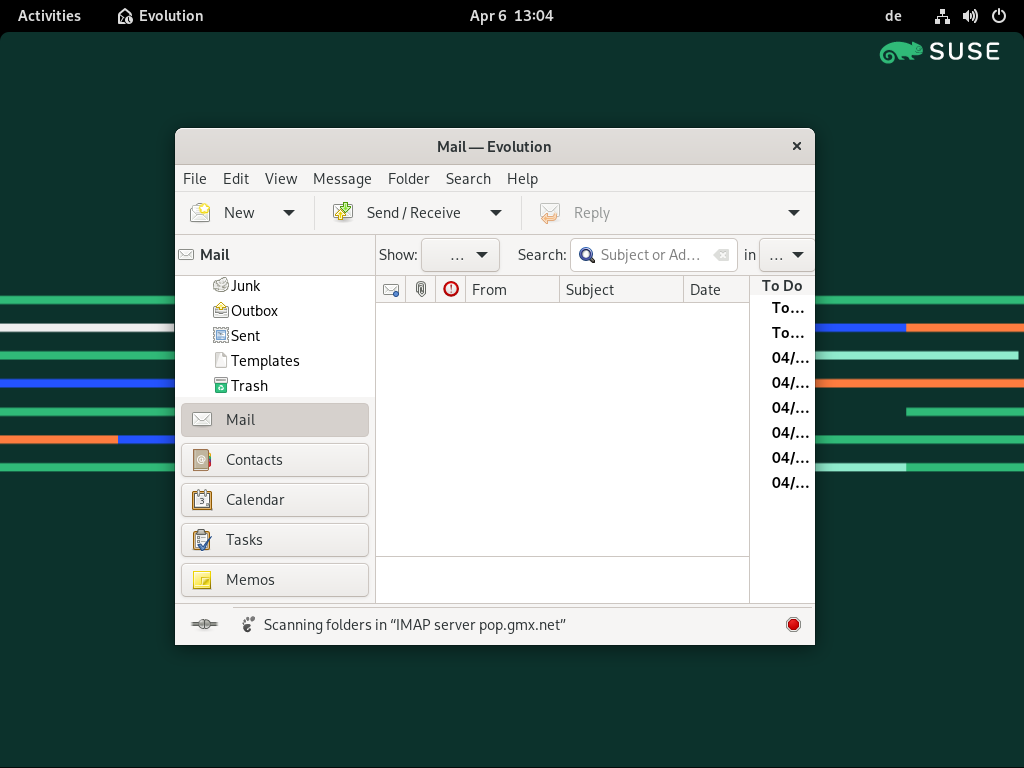 Activities Evolution Apr 6 13:04 de
SUSE
Mail — Evolution
File Edit View Message Folder Search Help
New Send / Receive Reply
Mail Show: ... Search: Subject or Ad... in ...
From Subject Date To Do
Junk
Outbox
Sent
Templates
Trash
To...
To...
04/...
04/...
04/...
04/...
04/...
04/...
Mail
Contacts
3
Calendar
Tasks
Memos
Scanning folders in “IMAP server pop.gmx.net”